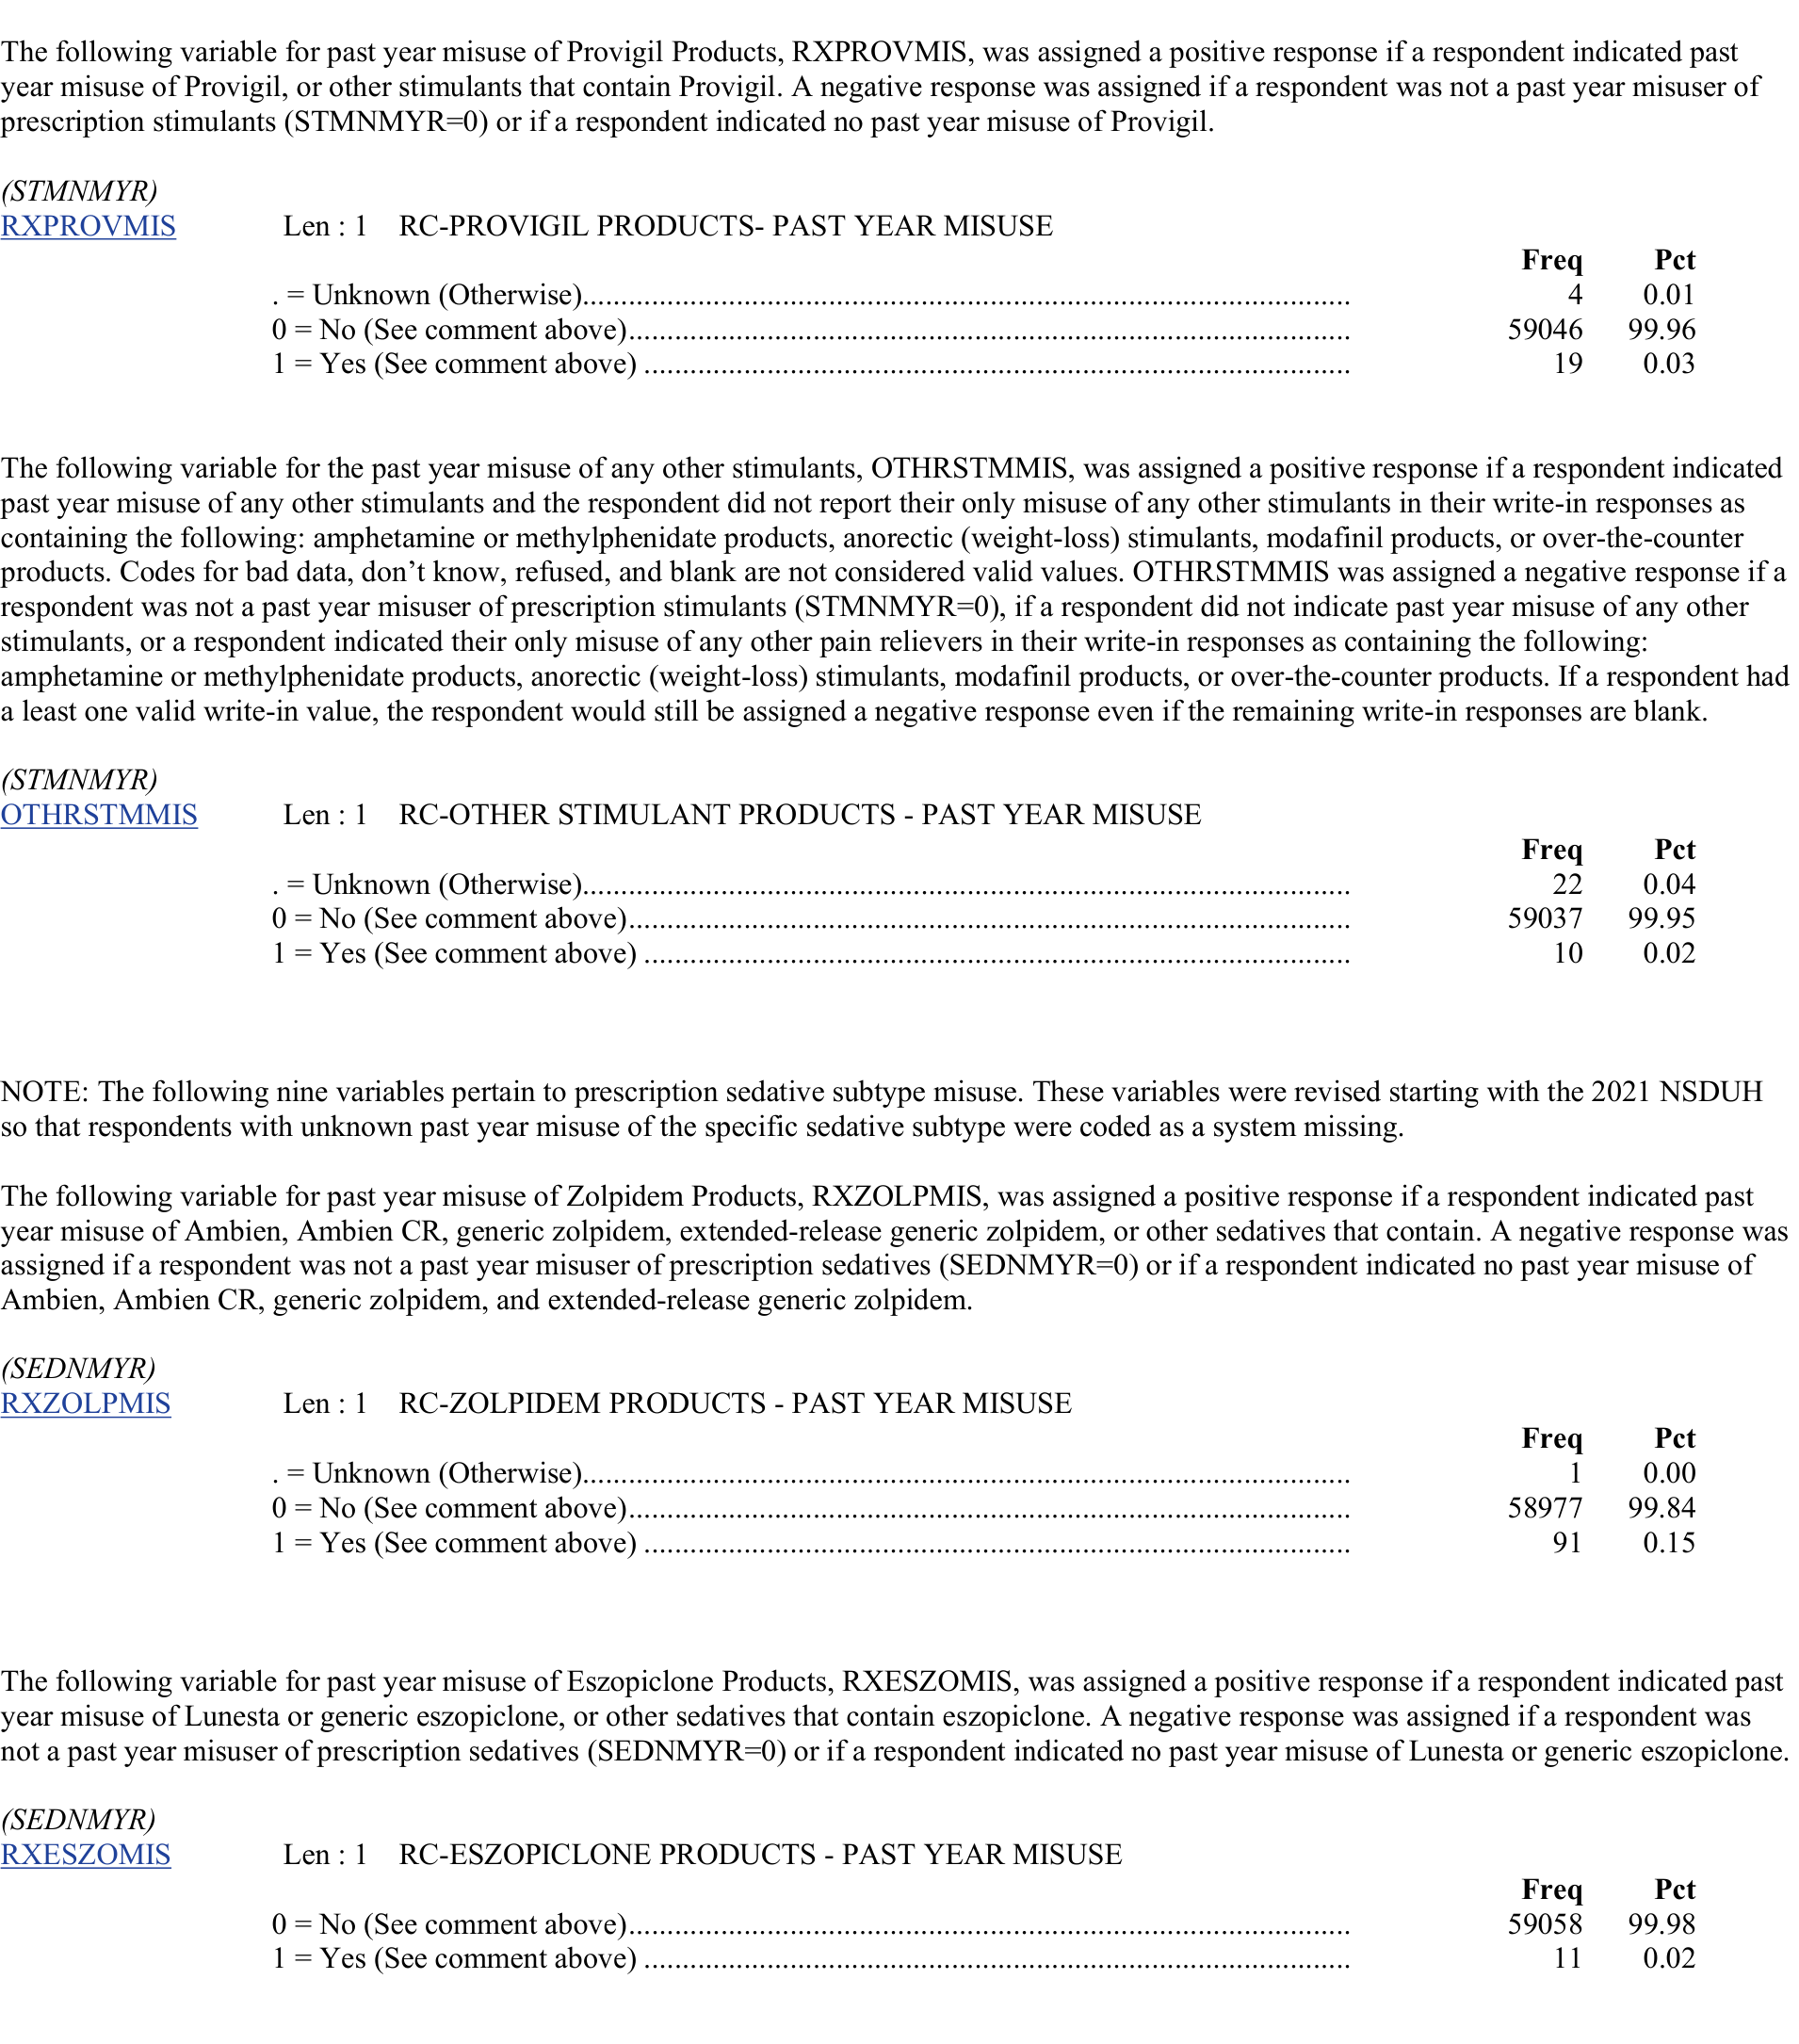 The following variable for past year misuse of Provigil Products, RXPROVMIS, was assigned a positive response if a respondent indicated past
year misuse of Provigil, or other stimulants that contain Provigil. A negative response was assigned if a respondent was not a past year misuser of
prescription stimulants (STMNMYR=0) or if a respondent indicated no past year misuse of Provigil.
(STMNMYR)
RXPROVMIS Len : 1 RC-PROVIGIL PRODUCTS- PAST YEAR MISUSE
Freq Pct
. = Unknown (Otherwise).................................................................................................... 4 0.01
0 = No (See comment above)............................................................................................. 59046 99.96
1 = Yes (See comment above) ........................................................................................... 19 0.03
The following variable for the past year misuse of any other stimulants, OTHRSTMMIS, was assigned a positive response if a respondent indicated
past year misuse of any other stimulants and the respondent did not report their only misuse of any other stimulants in their write-in responses as
containing the following: amphetamine or methylphenidate products, anorectic (weight-loss) stimulants, modafinil products, or over-the-counter
products. Codes for bad data, don’t know, refused, and blank are not considered valid values. OTHRSTMMIS was assigned a negative response if a
respondent was not a past year misuser of prescription stimulants (STMNMYR=0), if a respondent did not indicate past year misuse of any other
stimulants, or a respondent indicated their only misuse of any other pain relievers in their write-in responses as containing the following:
amphetamine or methylphenidate products, anorectic (weight-loss) stimulants, modafinil products, or over-the-counter products. If a respondent had
a least one valid write-in value, the respondent would still be assigned a negative response even if the remaining write-in responses are blank.
(STMNMYR)
OTHRSTMMIS Len : 1 RC-OTHER STIMULANT PRODUCTS - PAST YEAR MISUSE
Freq Pct
. = Unknown (Otherwise).................................................................................................... 22 0.04
0 = No (See comment above)............................................................................................. 59037 99.95
1 = Yes (See comment above) ........................................................................................... 10 0.02
NOTE: The following nine variables pertain to prescription sedative subtype misuse. These variables were revised starting with the 2021 NSDUH
so that respondents with unknown past year misuse of the specific sedative subtype were coded as a system missing.
The following variable for past year misuse of Zolpidem Products, RXZOLPMIS, was assigned a positive response if a respondent indicated past
year misuse of Ambien, Ambien CR, generic zolpidem, extended-release generic zolpidem, or other sedatives that contain. A negative response was
assigned if a respondent was not a past year misuser of prescription sedatives (SEDNMYR=0) or if a respondent indicated no past year misuse of
Ambien, Ambien CR, generic zolpidem, and extended-release generic zolpidem.
(SEDNMYR)
RXZOLPMIS Len : 1 RC-ZOLPIDEM PRODUCTS - PAST YEAR MISUSE
Freq Pct
. = Unknown (Otherwise).................................................................................................... 1 0.00
0 = No (See comment above)............................................................................................. 58977 99.84
1 = Yes (See comment above) ........................................................................................... 91 0.15
The following variable for past year misuse of Eszopiclone Products, RXESZOMIS, was assigned a positive response if a respondent indicated past
year misuse of Lunesta or generic eszopiclone, or other sedatives that contain eszopiclone. A negative response was assigned if a respondent was
not a past year misuser of prescription sedatives (SEDNMYR=0) or if a respondent indicated no past year misuse of Lunesta or generic eszopiclone.
(SEDNMYR)
RXESZOMIS Len : 1 RC-ESZOPICLONE PRODUCTS - PAST YEAR MISUSE
Freq Pct
0 = No (See comment above)............................................................................................. 59058 99.98
1 = Yes (See comment above) ........................................................................................... 11 0.02